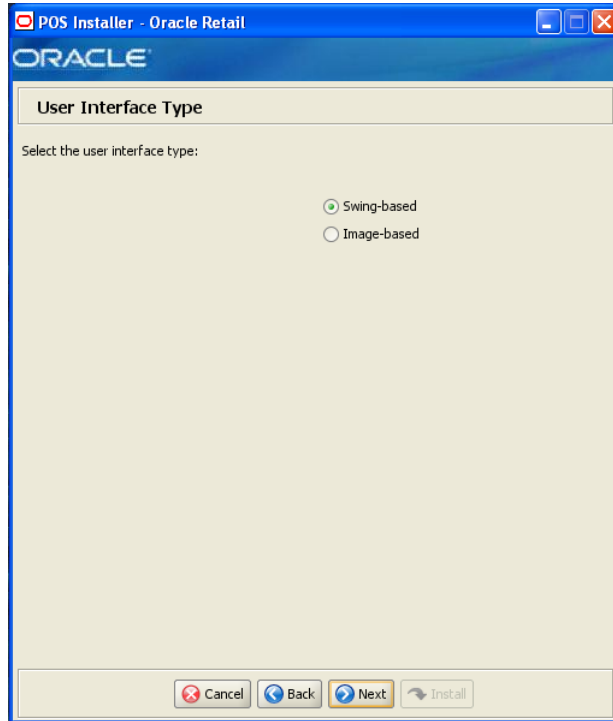 POS Installer - Oracle Retail
ORACLE
User Interface Type
Select the user interface type:
Swing-based
Image-based
Cancel Back Next Install